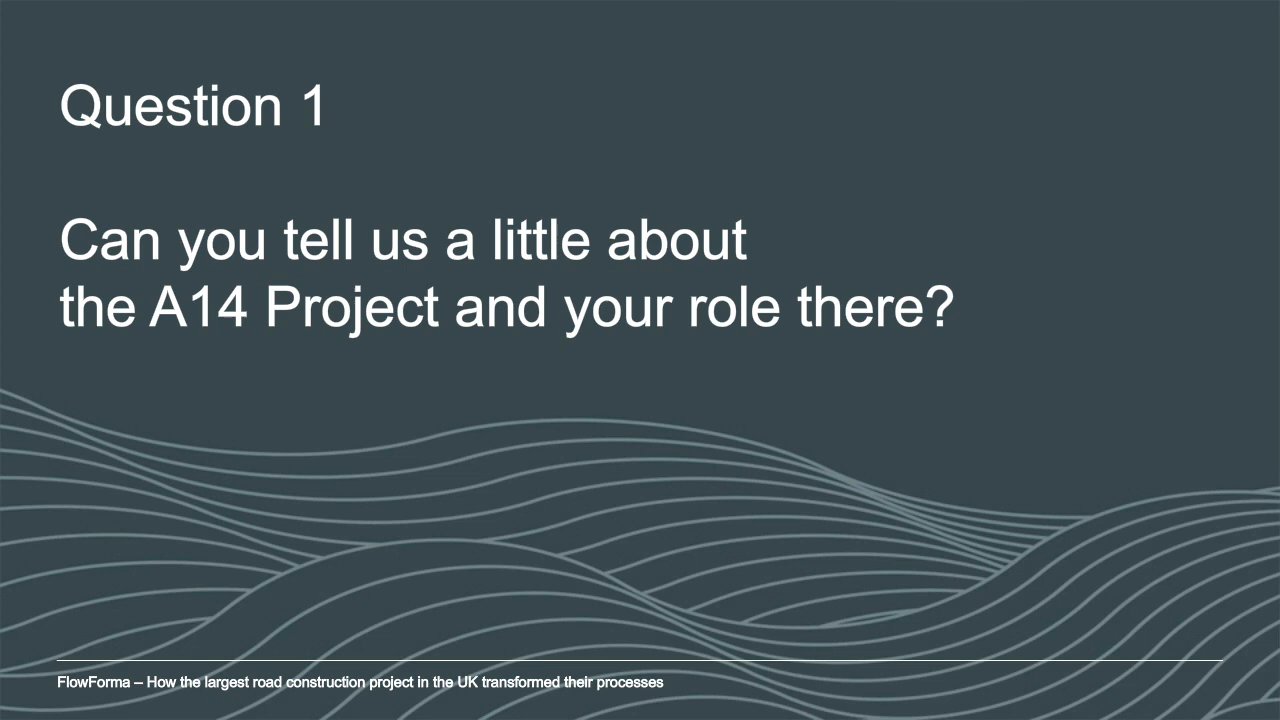 Question 1
Can you tell us a little about
the A14 Project and your role there?
FlowForma – How the largest road construction project in the UK transformed their processes